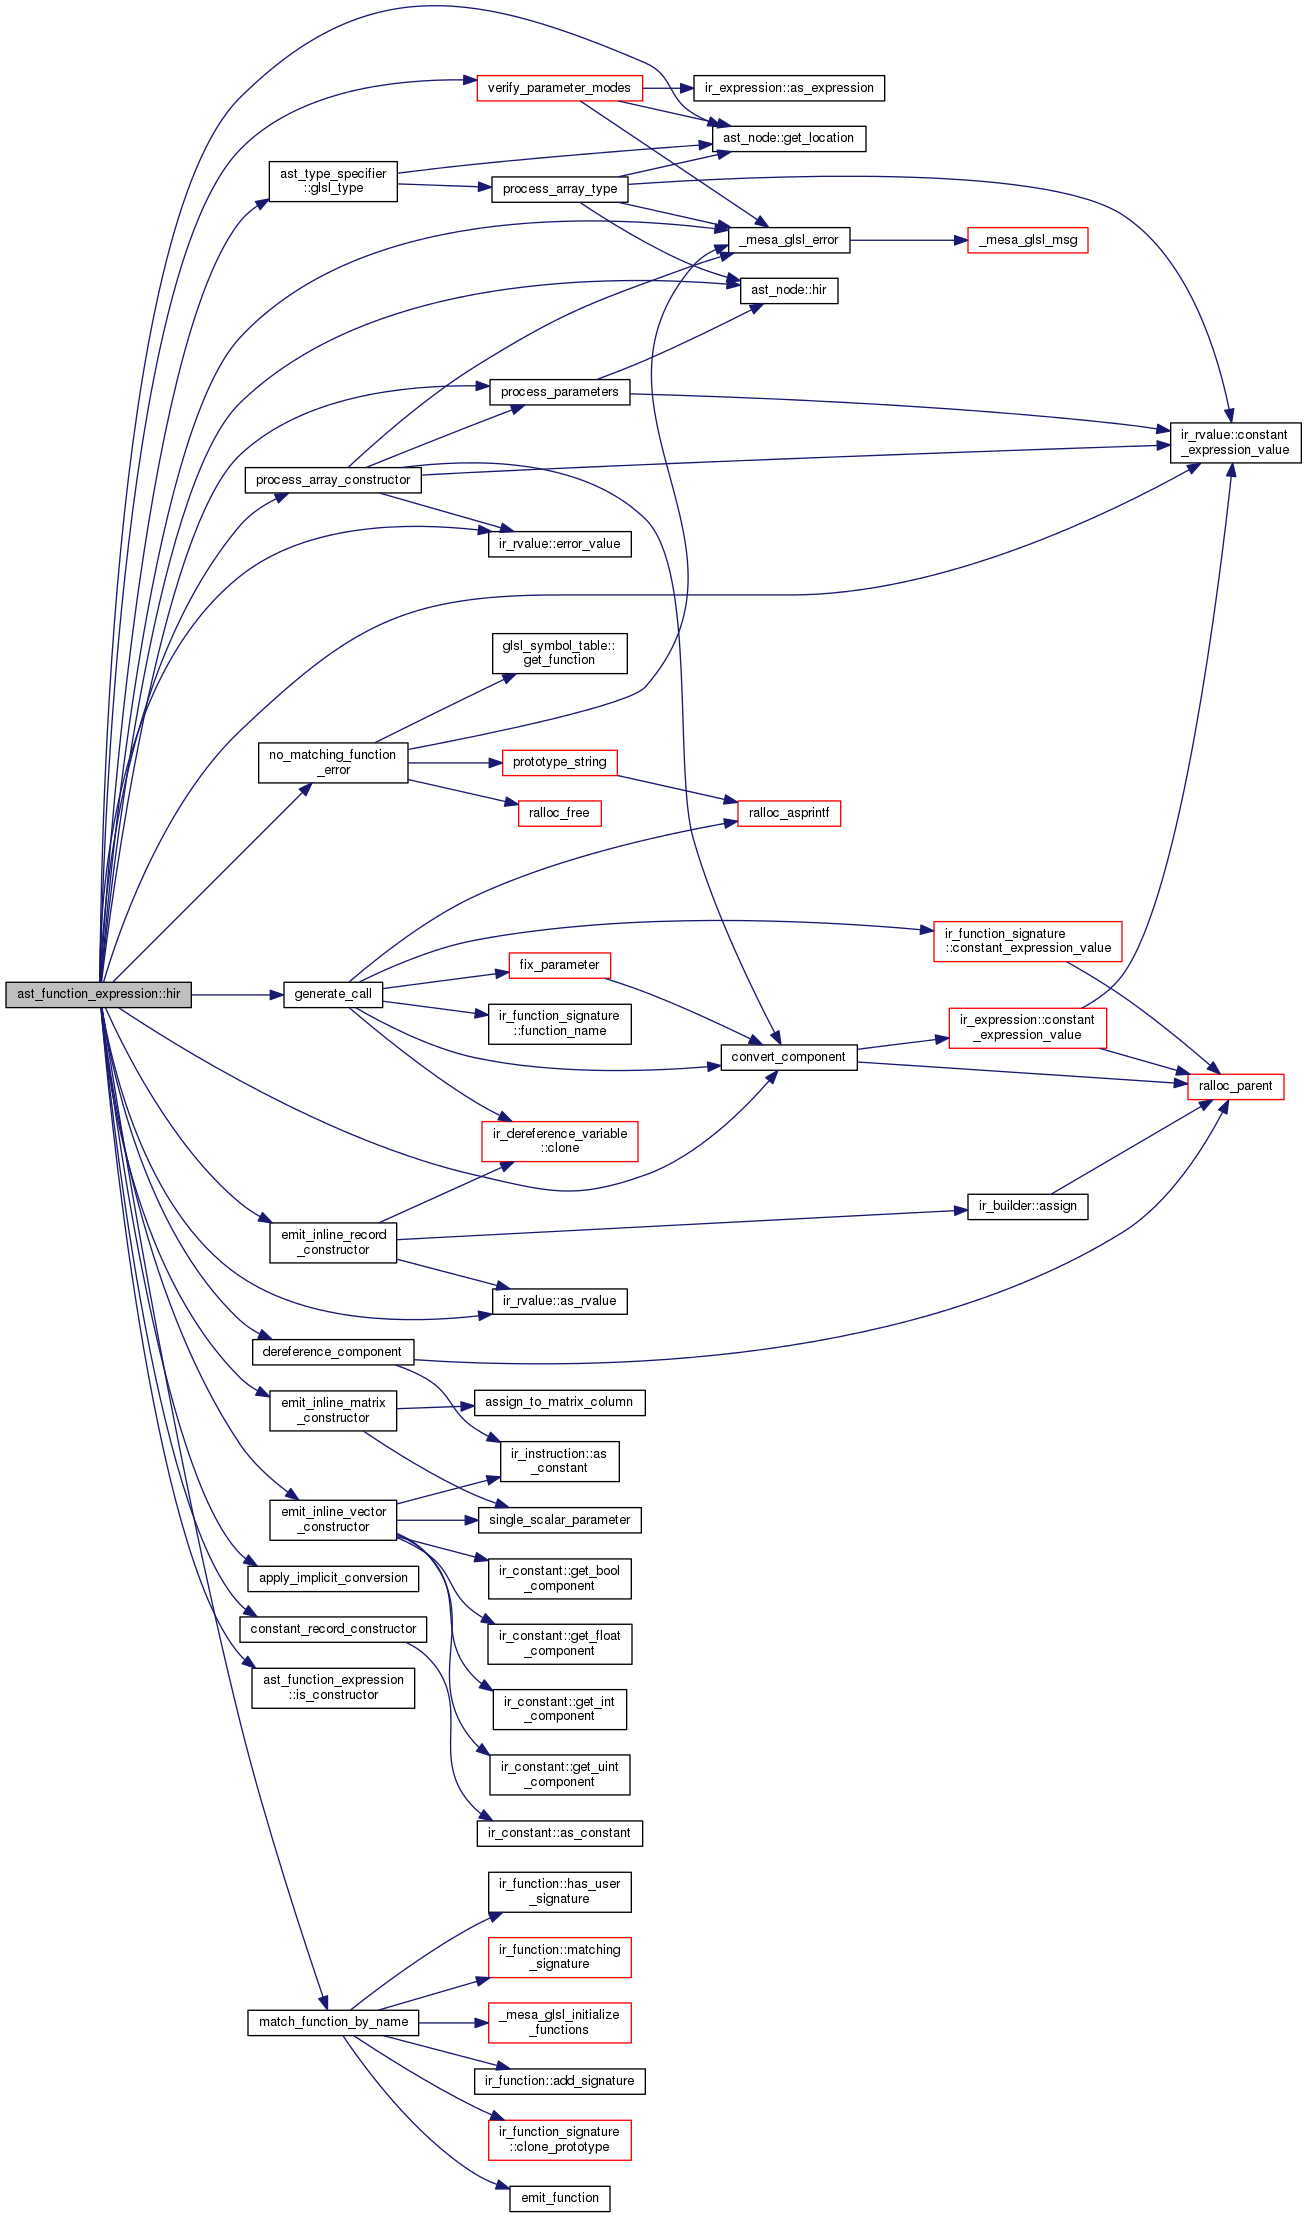 verify_parameter_modes
ir_expression::as_expression
ast_node::get_location
ast_type_specifier
::glsl_type
process_array_type
_mesa_glsl_error
_mesa_glsl_msg
ast_node::hir
process_parameters
ir_rvalue::constant
_expression_value
process_array_constructor
ir_rvalue::error_value
glsl_symbol_table::
get_function
no_matching_function
_error
prototype_string
ralloc_free
ralloc_asprintf
ir_function_signature
::constant_expression_value
fix_parameter
ast_function_expression::hir
generate_call
ir_function_signature
::function_name
ir_expression::constant
_expression_value
convert_component
ralloc_parent
ir_dereference_variable
::clone
ir_builder::assign
emit_inline_record
_constructor
ir_rvalue::as_rvalue
dereference_component
emit_inline_matrix
_constructor
assign_to_matrix_column
ir_instruction::as
_constant
emit_inline_vector
_constructor
single_scalar_parameter
apply_implicit_conversion
ir_constant::get_bool
_component
constant_record_constructor
ir_constant::get_float
_component
ast_function_expression
::is_constructor
ir_constant::get_int
_component
ir_constant::get_uint
_component
ir_constant::as_constant
ir_function::has_user
_signature
ir_function::matching
_signature
match_function_by_name
_mesa_glsl_initialize
_functions
ir_function::add_signature
ir_function_signature
::clone_prototype
emit_function